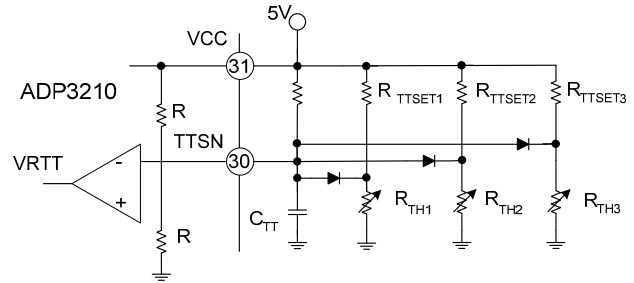 5V
VCC
31
ADP3210
R
R_TTSET1
R_TTSET2
R_TTSET3
TTSN
VRTT
-
30
+
R
C_TT
R_TH1
R_TH2
R_TH3